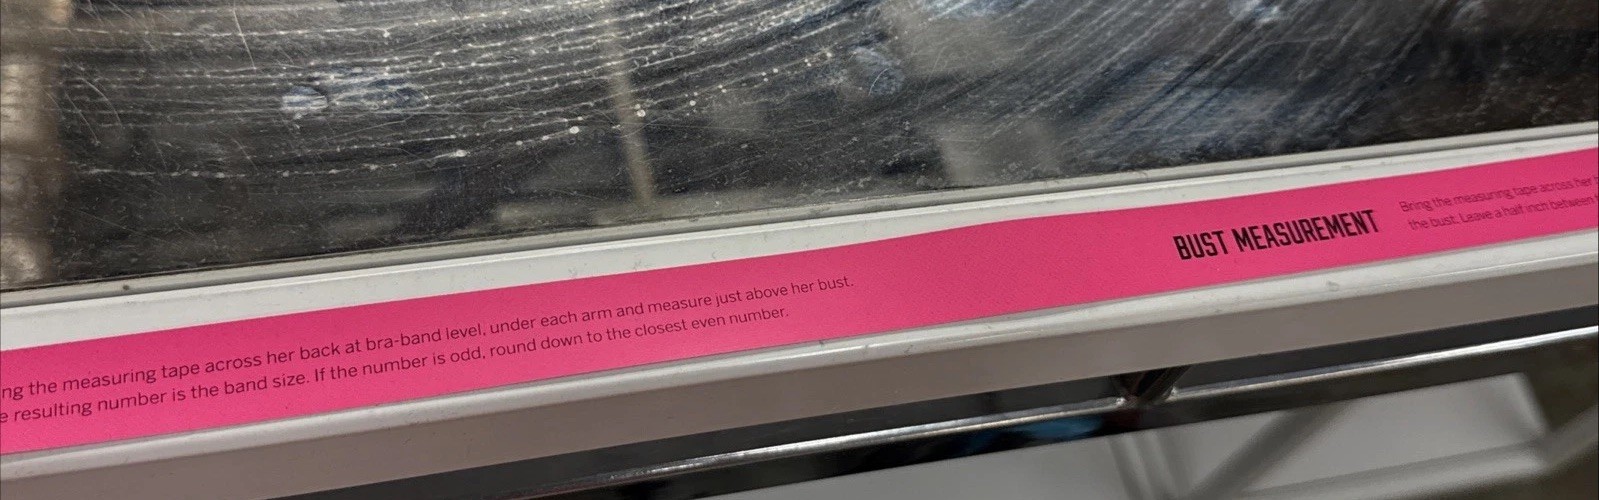 ng the measuring tape across her back at bra-band level, under each arm and measure just above her bust.
e resulting number is the band size. If the number is odd, round down to the closest even number.
BUST MEASUREMENT
Bring the measuring tape across her
the bust. Leave a half inch between